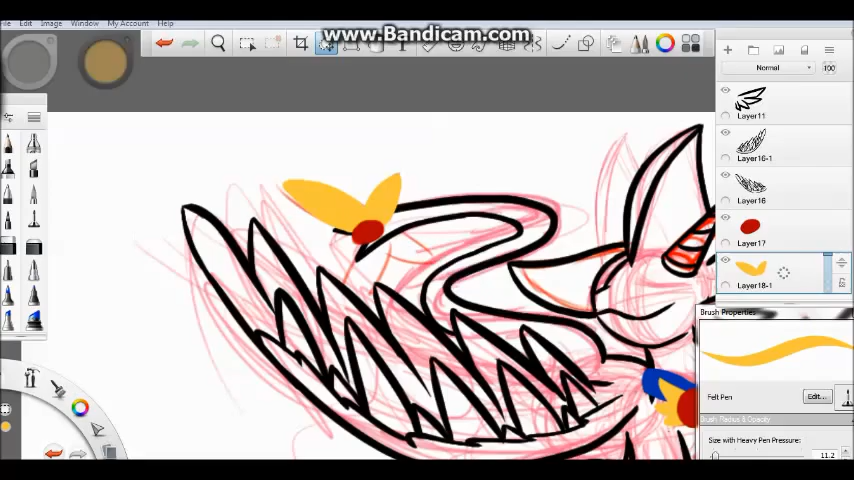 www.Bandicam.com
File Edit Image Window My Account Help
Normal 100
Layer11
Layer16-1
Layer16
Layer17
Layer18-1
Brush Properties:
Felt Pen Edit...
Brush Radius & Opacity
Size with Heavy Pen Pressure:
11.2